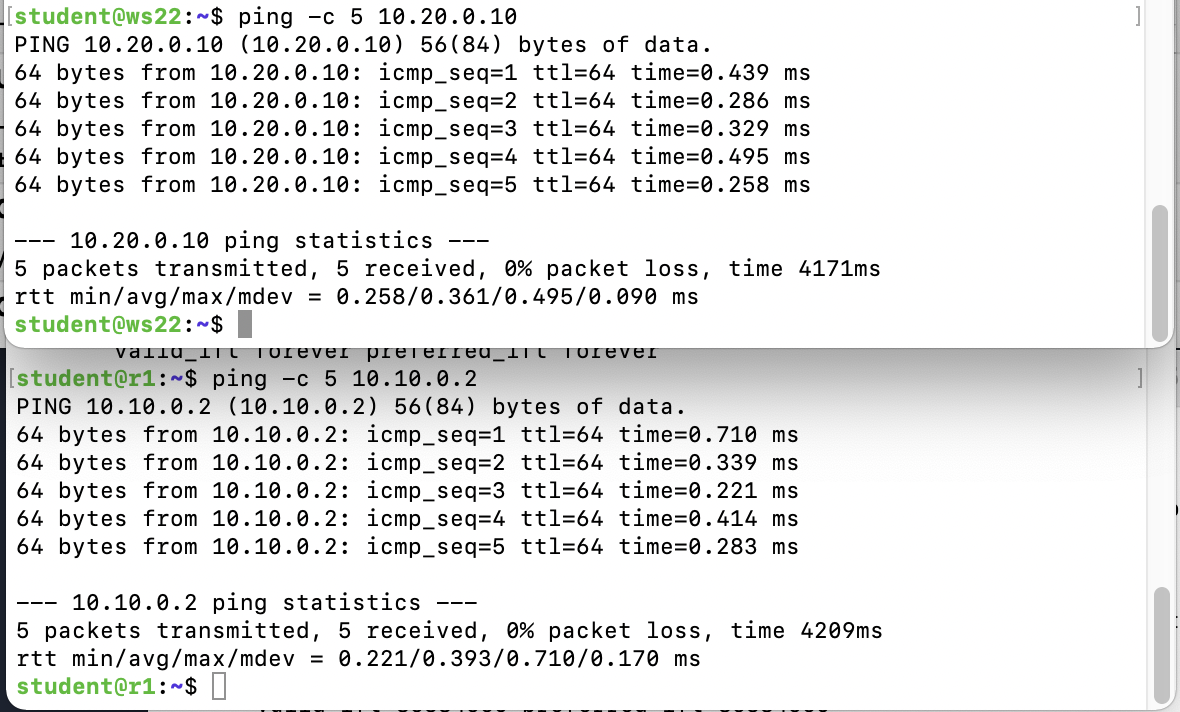 [student@ws22:~$ ping -c 5 10.20.0.10 ]
PING 10.20.0.10 (10.20.0.10) 56(84) bytes of data.
64 bytes from 10.20.0.10: icmp_seq=1 ttl=64 time=0.439 ms
64 bytes from 10.20.0.10: icmp_seq=2 ttl=64 time=0.286 ms
64 bytes from 10.20.0.10: icmp_seq=3 ttl=64 time=0.329 ms
64 bytes from 10.20.0.10: icmp_seq=4 ttl=64 time=0.495 ms
64 bytes from 10.20.0.10: icmp_seq=5 ttl=64 time=0.258 ms
--- 10.20.0.10 ping statistics ---
5 packets transmitted, 5 received, 0% packet loss, time 4171ms
rtt min/avg/max/mdev = 0.258/0.361/0.495/0.090 ms
student@ws22:~$
valid_lft forever preferred_lft forever
[student@r1:~$ ping -c 5 10.10.0.2 ]
PING 10.10.0.2 (10.10.0.2) 56(84) bytes of data.
64 bytes from 10.10.0.2: icmp_seq=1 ttl=64 time=0.710 ms
64 bytes from 10.10.0.2: icmp_seq=2 ttl=64 time=0.339 ms
64 bytes from 10.10.0.2: icmp_seq=3 ttl=64 time=0.221 ms
64 bytes from 10.10.0.2: icmp_seq=4 ttl=64 time=0.414 ms
64 bytes from 10.10.0.2: icmp_seq=5 ttl=64 time=0.283 ms
--- 10.10.0.2 ping statistics ---
5 packets transmitted, 5 received, 0% packet loss, time 4209ms
rtt min/avg/max/mdev = 0.221/0.393/0.710/0.170 ms
student@r1:~$